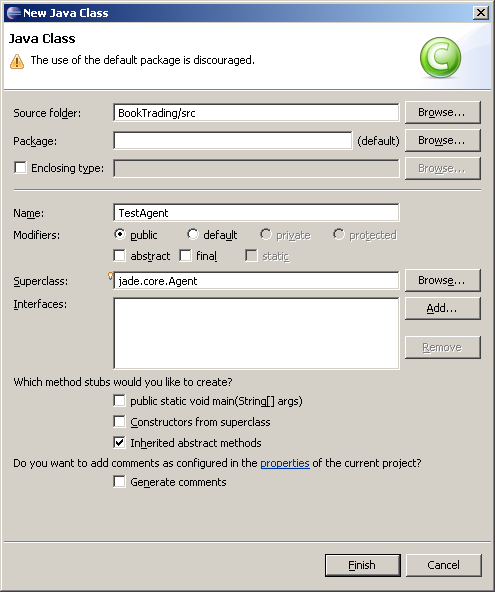 New Java Class
Java Class
The use of the default package is discouraged.
C
Source folder: BookTrading/src Browse...
Package: (default) Browse...
Enclosing type: Browse...
Name: TestAgent
Modifiers: public default private protected
abstract final static
Superclass: jade.core.Agent Browse...
Interfaces: Add...
Remove
Which method stubs would you like to create?
public static void main(String[] args)
Constructors from superclass
Inherited abstract methods
Do you want to add comments as configured in the properties of the current project?
Generate comments
Finish Cancel